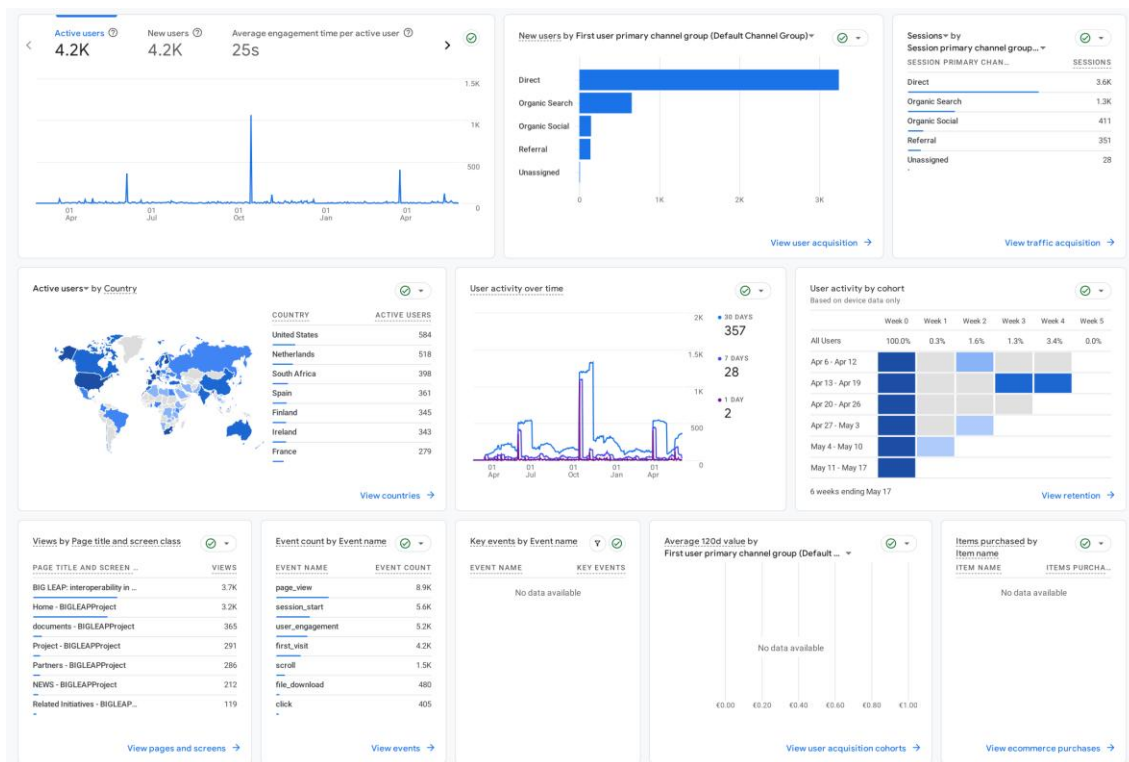 Active users
4.2K
New users
4.2K
Average engagement time per active user
25s
1.5K
1K
500
0
01 Apr
01 Jul
01 Oct
01 Jan
01 Apr
New users by First user primary channel group (Default Channel Group)
Direct
Organic Search
Organic Social
Referral
Unassigned
0 1K 2K 3K
View user acquisition
Sessions by
Session primary channel group...
SESSION PRIMARY CHAN... SESSIONS
Direct 3.6K
Organic Search 1.3K
Organic Social 411
Referral 351
Unassigned 28
View traffic acquisition
Active users by Country
COUNTRY ACTIVE USERS
United States 584
Netherlands 518
South Africa 398
Spain 361
Finland 345
Ireland 343
France 279
View countries
User activity over time
2K
1.5K
1K
500
0
01 Apr
01 Jul
01 Oct
01 Jan
01 Apr
30 DAYS
357
7 DAYS
28
1 DAY
2
User activity by cohort
Based on device data only
Week 0 Week 1 Week 2 Week 3 Week 4 Week 5
All Users 100.0% 0.3% 1.6% 1.3% 3.4% 0.0%
Apr 6 - Apr 12
Apr 13 - Apr 19
Apr 20 - Apr 26
Apr 27 - May 3
May 4 - May 10
May 11 - May 17
6 weeks ending May 17
View retention
Views by Page title and screen class
PAGE TITLE AND SCREEN ... VIEWS
BIG LEAP: interoperability in ... 3.7K
Home - BIGLEAPProject 3.2K
documents - BIGLEAPProject 365
Project - BIGLEAPProject 291
Partners - BIGLEAPProject 286
NEWS - BIGLEAPProject 212
Related Initiatives - BIGLEAP... 119
View pages and screens
Event count by Event name
EVENT NAME EVENT COUNT
page_view 8.9K
session_start 5.6K
user_engagement 5.2K
first_visit 4.2K
scroll 1.5K
file_download 480
click 405
View events
Key events by Event name
EVENT NAME KEY EVENTS
No data available
Average 120d value by
First user primary channel group (Default ...
No data available
€0.00 €0.20 €0.40 €0.60 €0.80 €1.00
View user acquisition cohorts
Items purchased by
Item name
ITEM NAME ITEMS PURCHA...
No data available
View ecommerce purchases